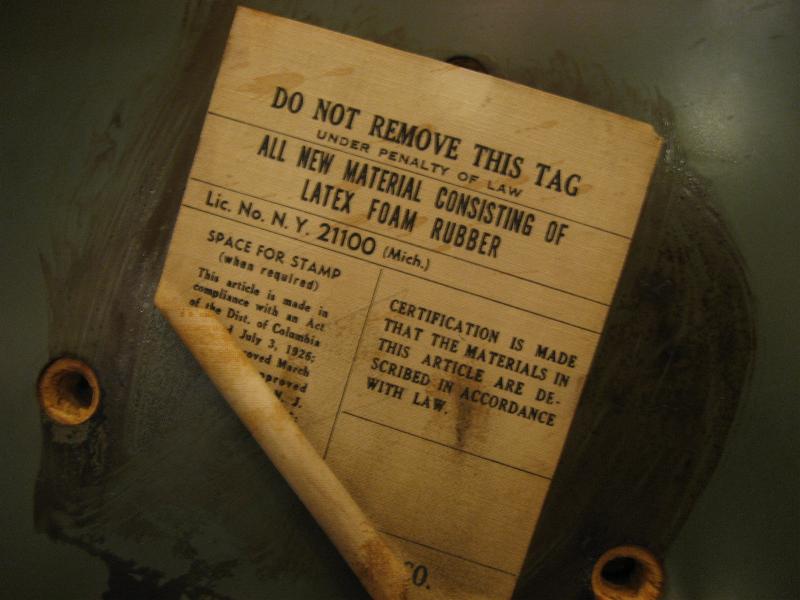 DO NOT REMOVE THIS TAG
UNDER PENALTY OF LAW
ALL NEW MATERIAL CONSISTING OF
LATEX FOAM RUBBER
Lic. No. N. Y. 21100 (Mich.)
SPACE FOR STAMP
(when required)
This article is made in
compliance with an Act
of the Dist. of Columbia
July 3, 1926;
March
N. J.
CERTIFICATION IS MADE
THAT THE MATERIALS IN
THIS ARTICLE ARE DE-
SCRIBED IN ACCORDANCE
WITH LAW.
CO.